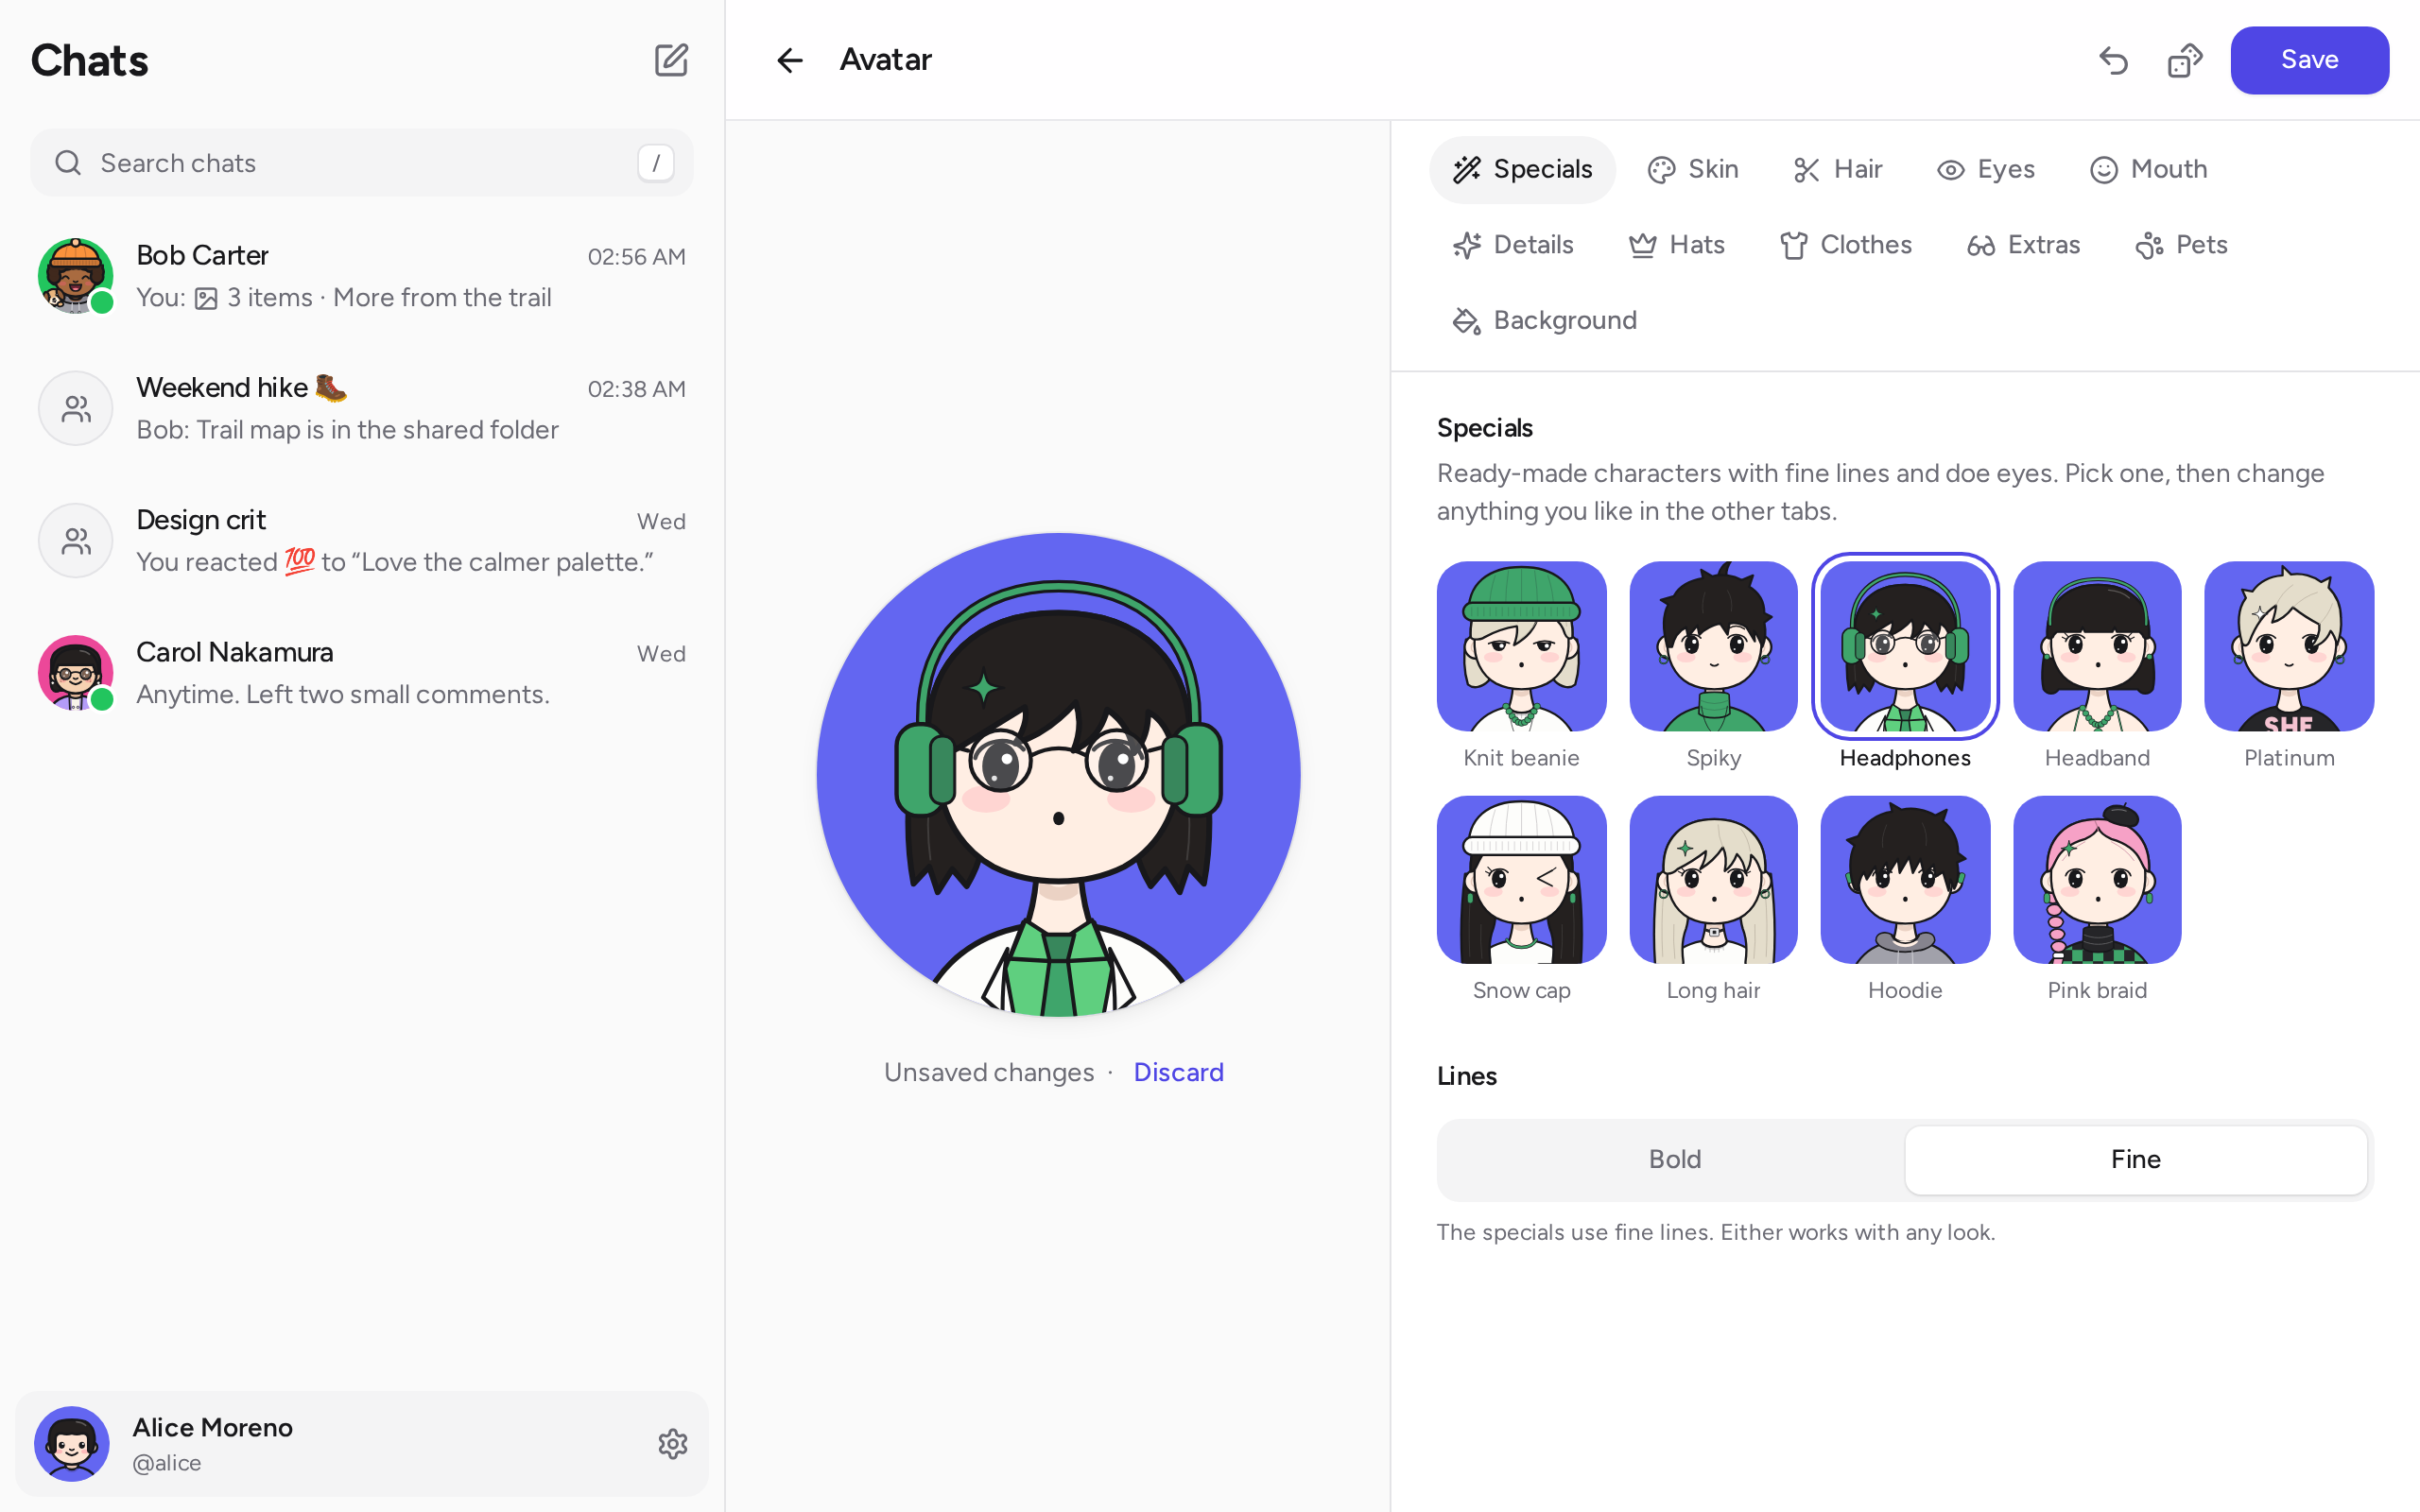 Chats
Search chats
/
Bob Carter
02:56 AM
You: 3 items · More from the trail
Weekend hike 🥾
02:38 AM
Bob: Trail map is in the shared folder
Design crit
Wed
You reacted 💯 to “Love the calmer palette.”
Carol Nakamura
Wed
Anytime. Left two small comments.
Alice Moreno
@alice
Avatar
Save
Unsaved changes · Discard
Specials
Skin
Hair
Eyes
Mouth
Details
Hats
Clothes
Extras
Pets
Background
Specials
Ready-made characters with fine lines and doe eyes. Pick one, then change
anything you like in the other tabs.
SHE
Knit beanie
Spiky
Headphones
Headband
Platinum
Snow cap
Long hair
Hoodie
Pink braid
Lines
Bold
Fine
The specials use fine lines. Either works with any look.